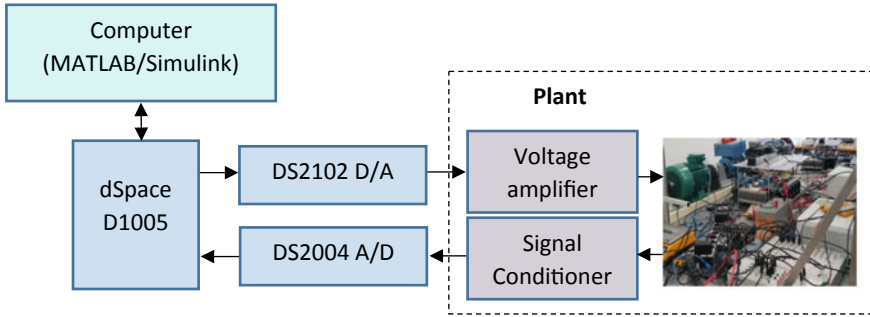 Computer
(MATLAB/Simulink)
Plant
dSpace
D1005
DS2102 D/A
Voltage
amplifier
DS2004 A/D
Signal
Conditioner